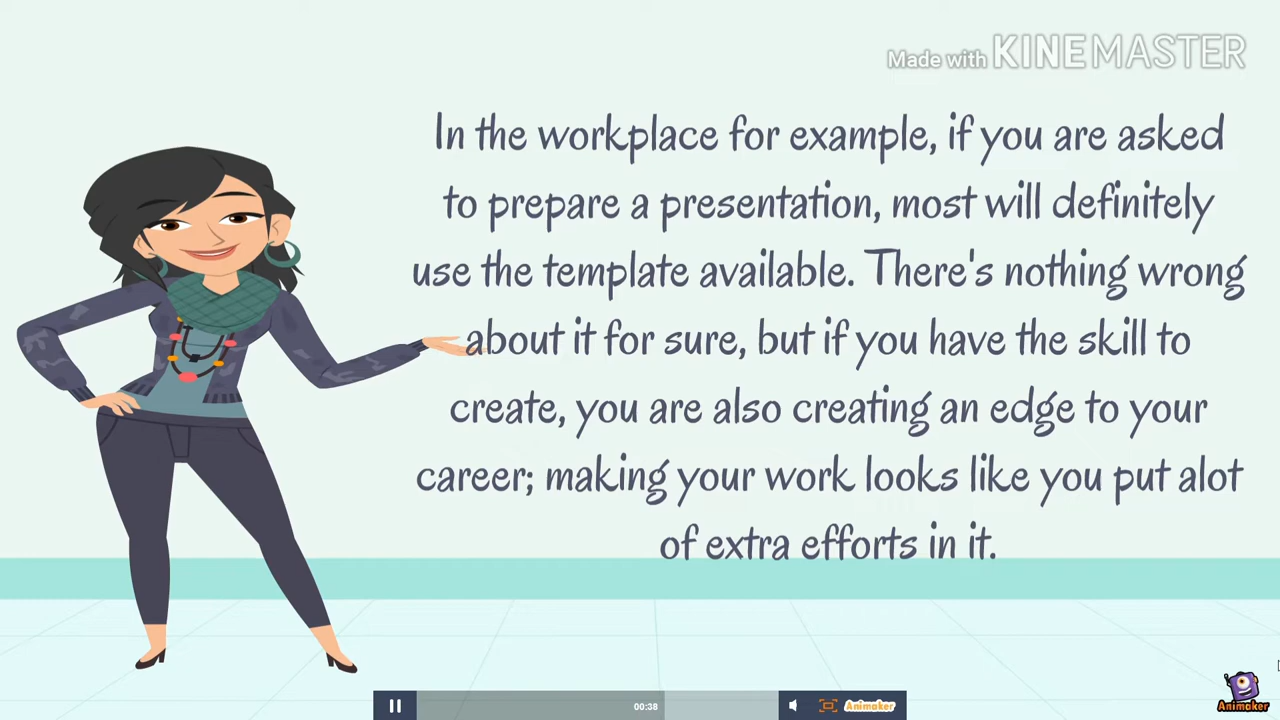 Made with KINEMASTER
In the workplace for example, if you are asked
to prepare a presentation, most will definitely
use the template available. There's nothing wrong
about it for sure, but if you have the skill to
create, you are also creating an edge to your
career; making your work looks like you put alot
of extra efforts in it.
00:38
Animaker
Animaker